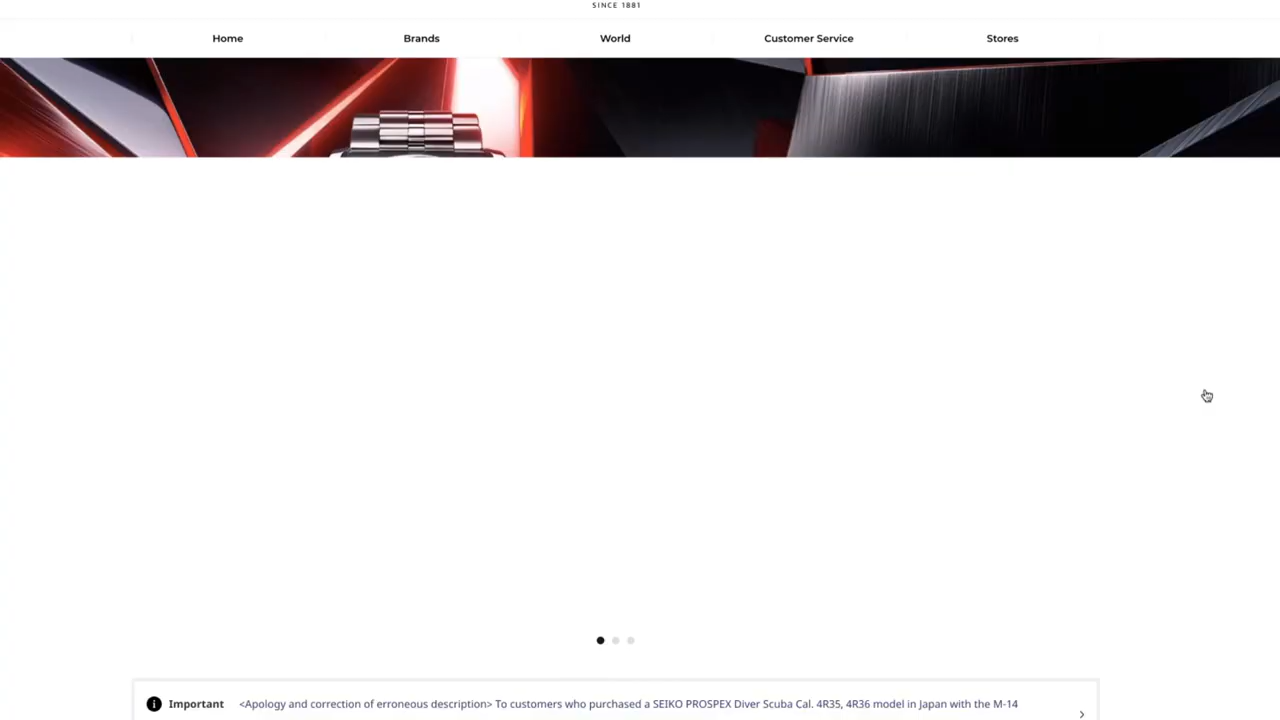 SINCE 1881
Home Brands World Customer Service Stores
Important <Apology and correction of erroneous description> To customers who purchased a SEIKO PROSPEX Diver Scuba Cal. 4R35, 4R36 model in Japan with the M-14